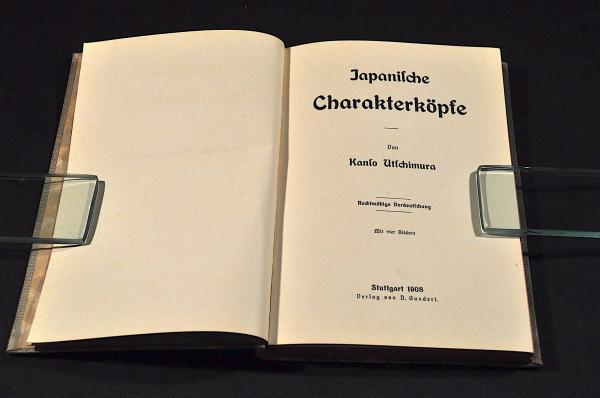 Japaniſche
Charakterköpfe
Von
Kanſo Utſchimura
Rechtmäßige Verdeutſchung
Mit vier Bildern
Stuttgart 1908
Verlag von D. Gundert.